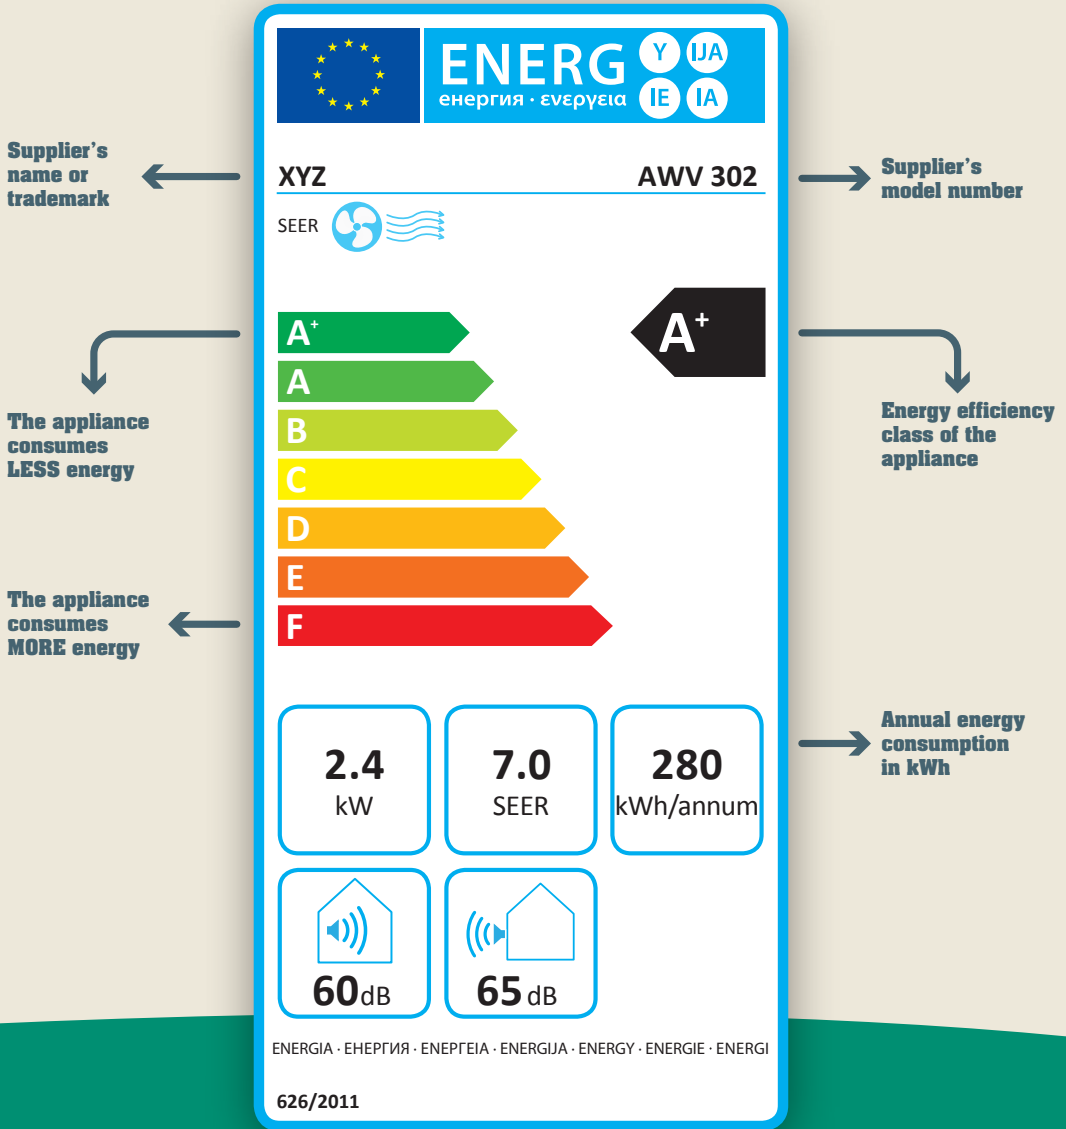 ENERG Y IJA
енергия · ενεργεια IE IA
Supplier's
name or
trademark
XYZ AWV 302
Supplier's
model number
SEER
A+
A+
A
B
C
D
E
F
The appliance
consumes
LESS energy
Energy efficiency
class of the
appliance
The appliance
consumes
MORE energy
2.4
kW
7.0
SEER
280
kWh/annum
Annual energy
consumption
in kWh
60dB
65 dB
ENERGIA · ЕНЕРГИЯ · ΕΝΕΡΓΕΙΑ · ENERGIJA · ENERGY · ENERGIE · ENERGI
626/2011